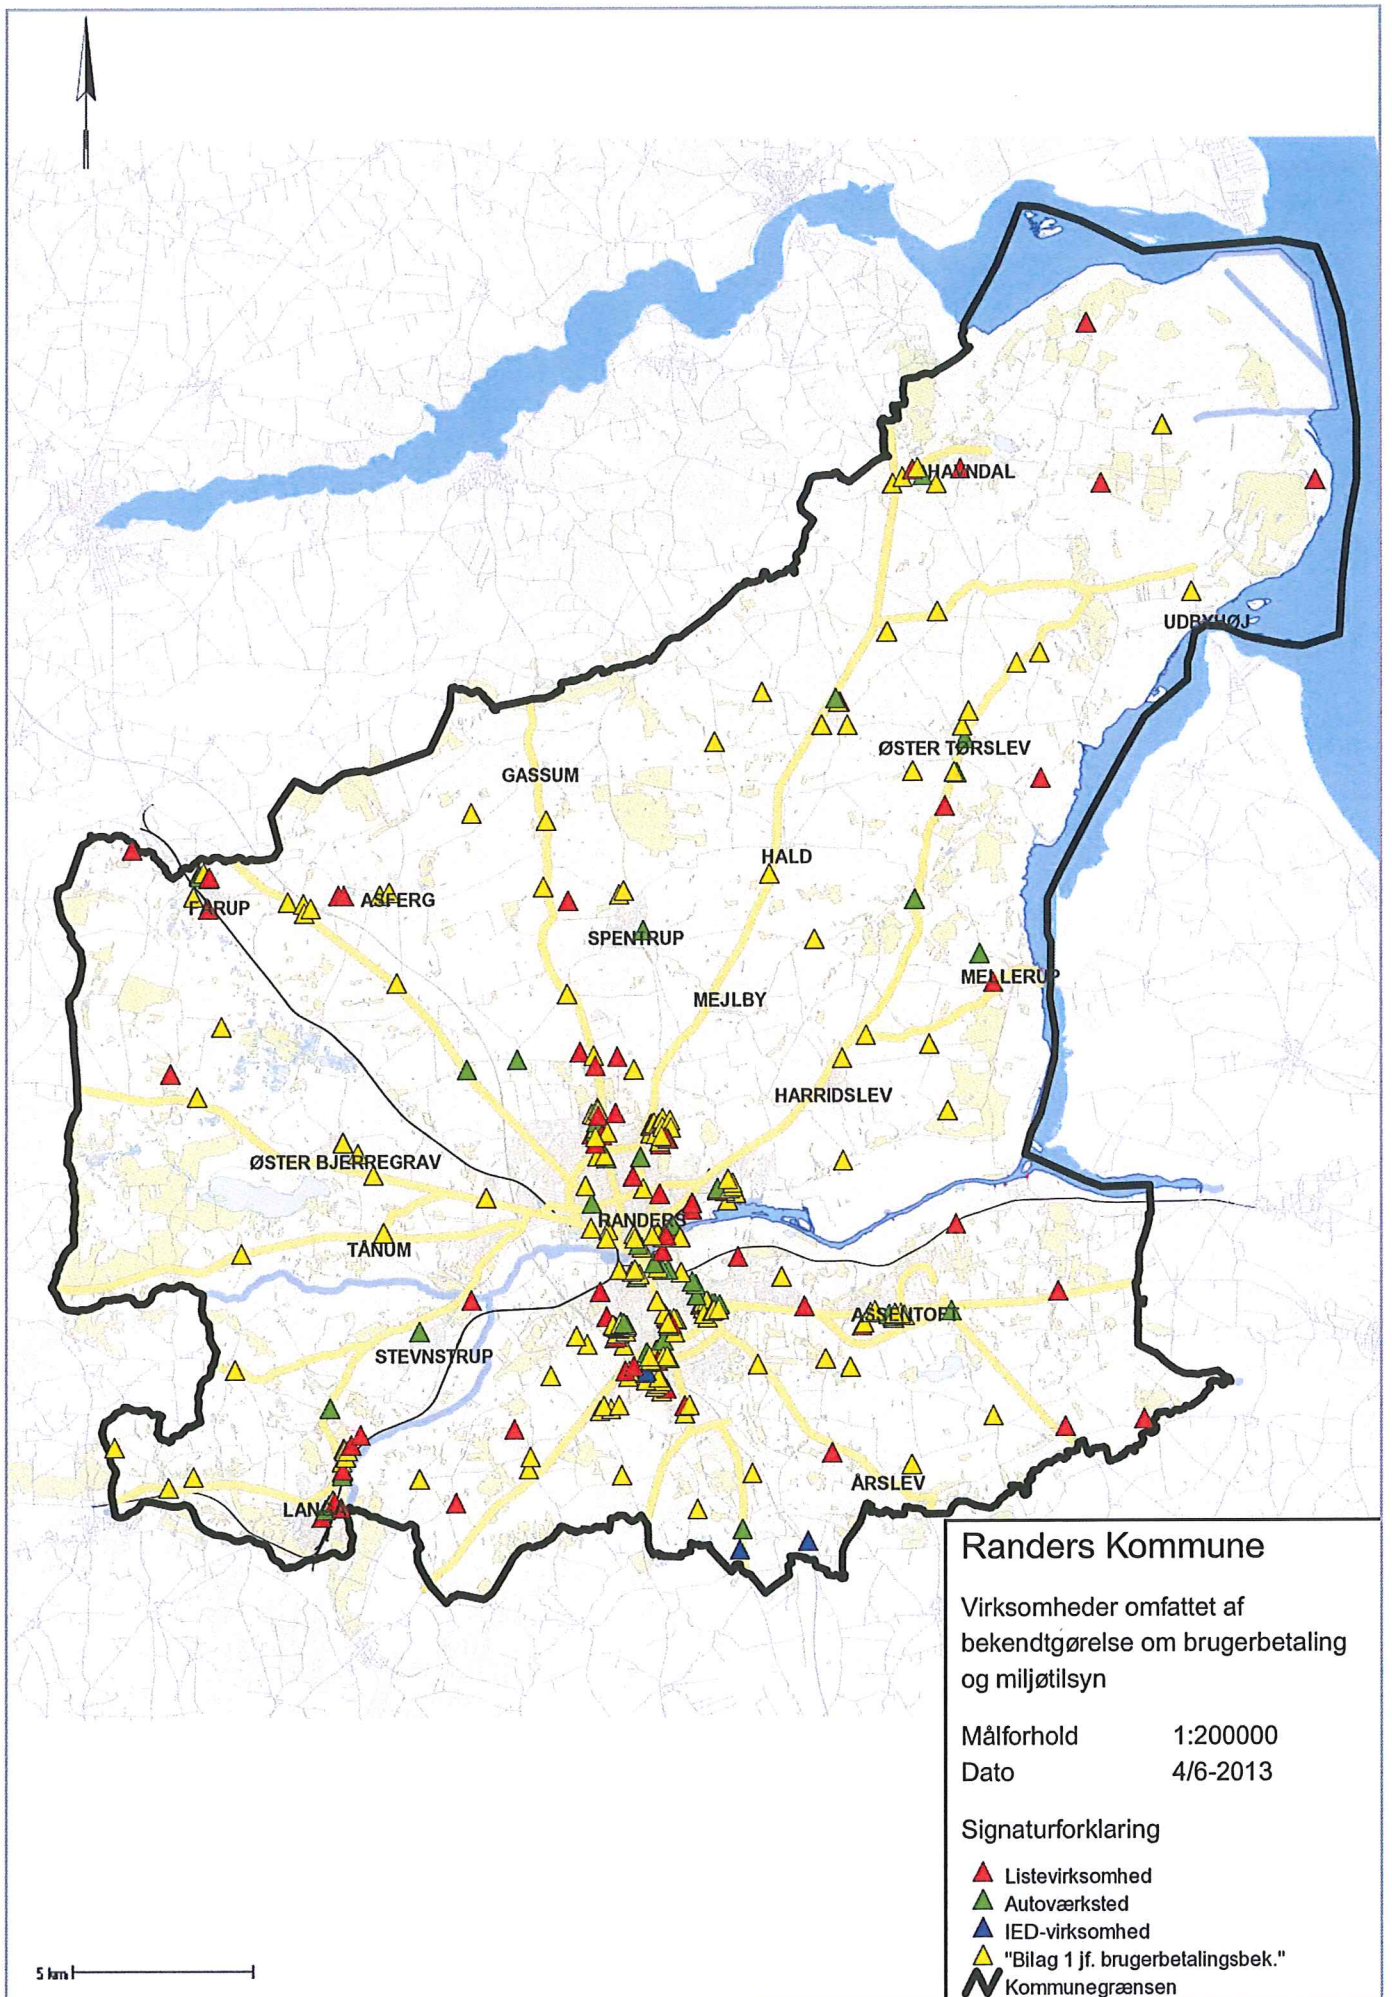 HAVNDAL
UDBYHØJ
ØSTER TØRSLEV
GASSUM
HALD
FÅRUP
ASFERG
SPENTRUP
MELLERUP
MEJLBY
HARRIDSLEV
ØSTER BJERREGRAV
RANDERS
TÅNUM
ASSENTOFT
STEVNSTRUP
ÅRSLEV
Randers Kommune
Virksomheder omfattet af
bekendtgørelse om brugerbetaling
og miljøtilsyn
Målforhold 1:200000
Dato 4/6-2013
Signaturforklaring
Listevirksomhed
Autoværksted
IED-virksomhed
"Bilag 1 jf. brugerbetalingsbek."
Kommunegrænsen
5 km